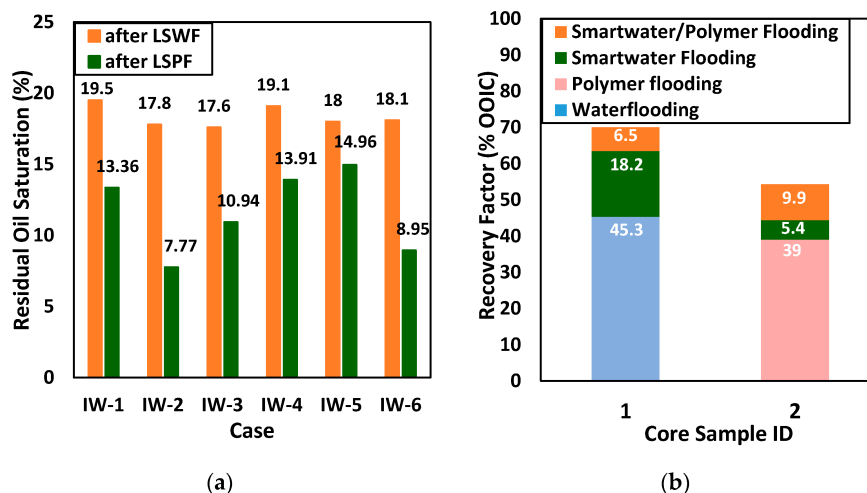 25
20
15
10
5
0
Residual Oil Saturation (%)
after LSWF
after LSPF
19.5
17.8
17.6
19.1
18
18.1
13.36
7.77
10.94
13.91
14.96
8.95
IW-1 IW-2 IW-3 IW-4 IW-5 IW-6
Case
(a)
100
90
80
70
60
50
40
30
20
10
0
Recovery Factor (% OOIC)
Smartwater/Polymer Flooding
Smartwater Flooding
Polymer flooding
Waterflooding
6.5
18.2
45.3
9.9
5.4
39
1 2
Core Sample ID
(b)